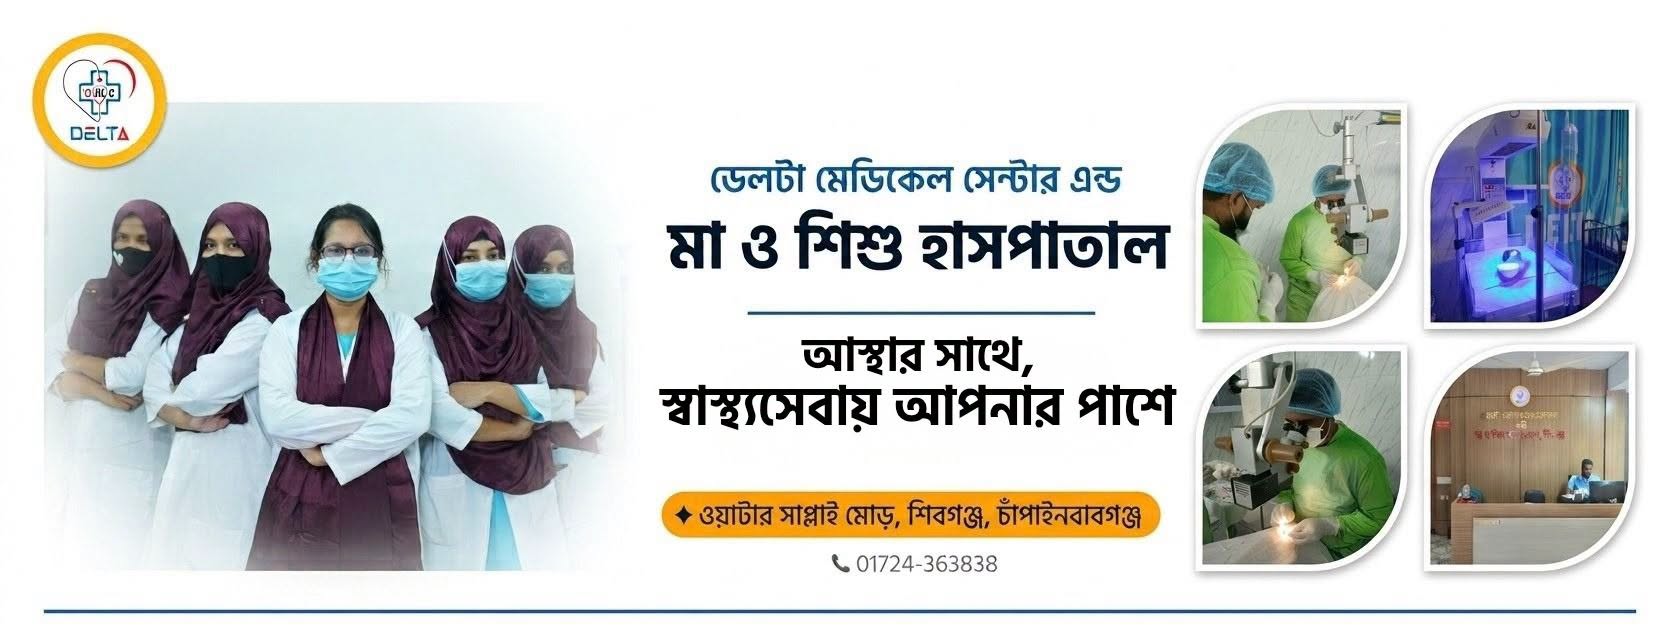 DELTA
ডেলটা মেডিকেল সেন্টার এন্ড
মা ও শিশু হাসপাতাল
আস্থার সাথে,
স্বাস্থ্যসেবায় আপনার পাশে
✦ ওয়াটার সাপ্লাই মোড়, শিবগঞ্জ, চাঁপাইনবাবগঞ্জ
01724-363838